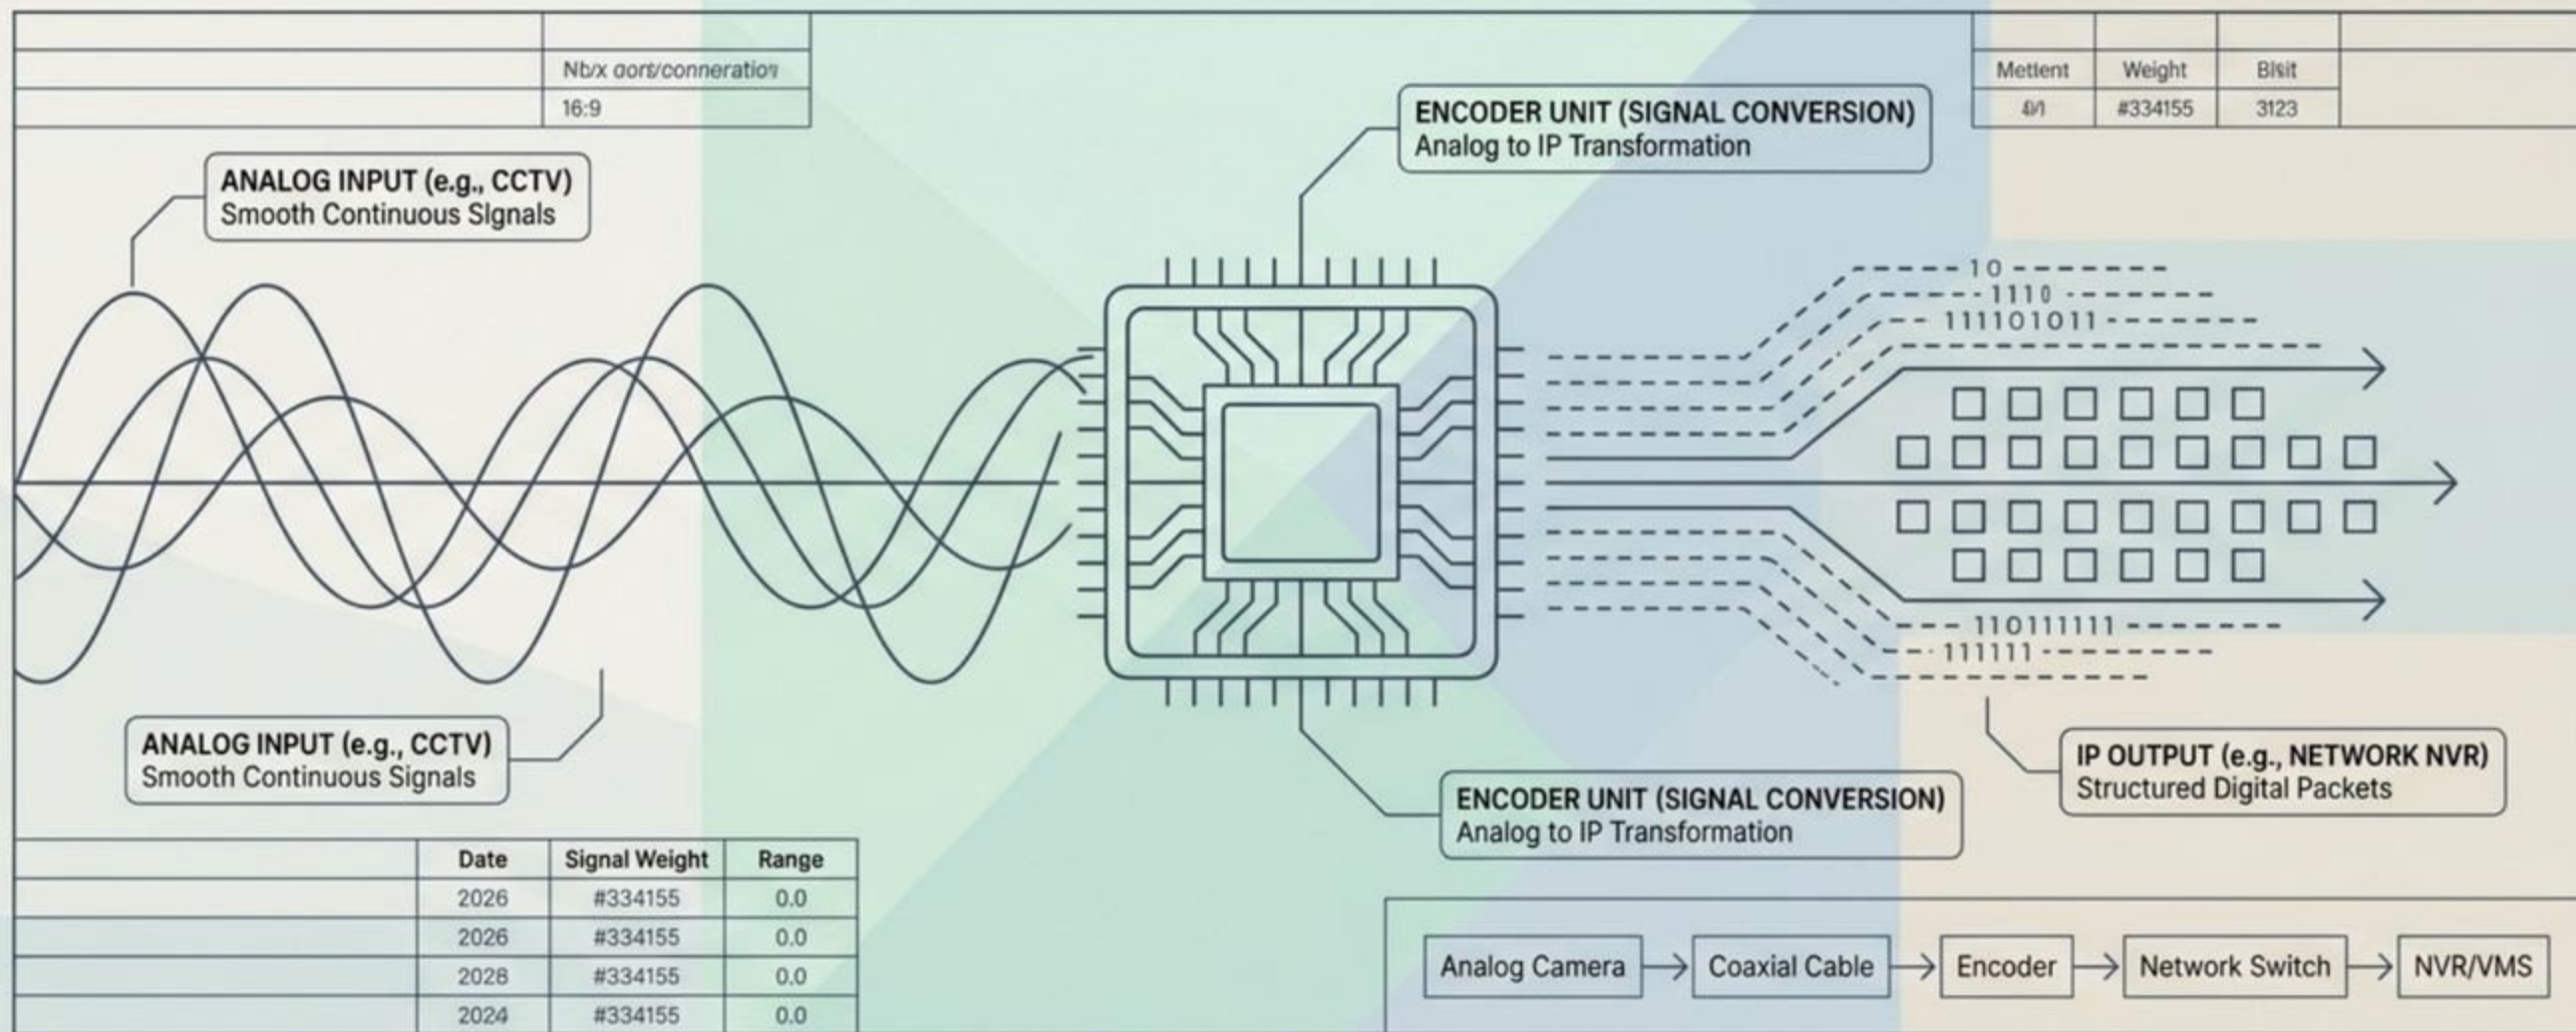 16:9
Weight
#334155 3123
ENCODER UNIT (SIGNAL CONVERSION)
Analog to IP Transformation
ANALOG INPUT (e.g., CCTV)
Smooth Continuous SIgnals
10
1110
111101011
110111111
111111
ANALOG INPUT (e.g., CCTV)
Smooth Continuous Signals
IP OUTPUT (e.g., NETWORK NVR)
Structured Digital Packets
ENCODER UNIT (SIGNAL CONVERSION)
Analog to IP Transformation
Date Signal Weight Range
2026 #334155 0.0
2026 #334155 0.0
2028 #334155 0.0
2024 #334155 0.0
Analog Camera Coaxial Cable Encoder Network Switch NVR/VMS